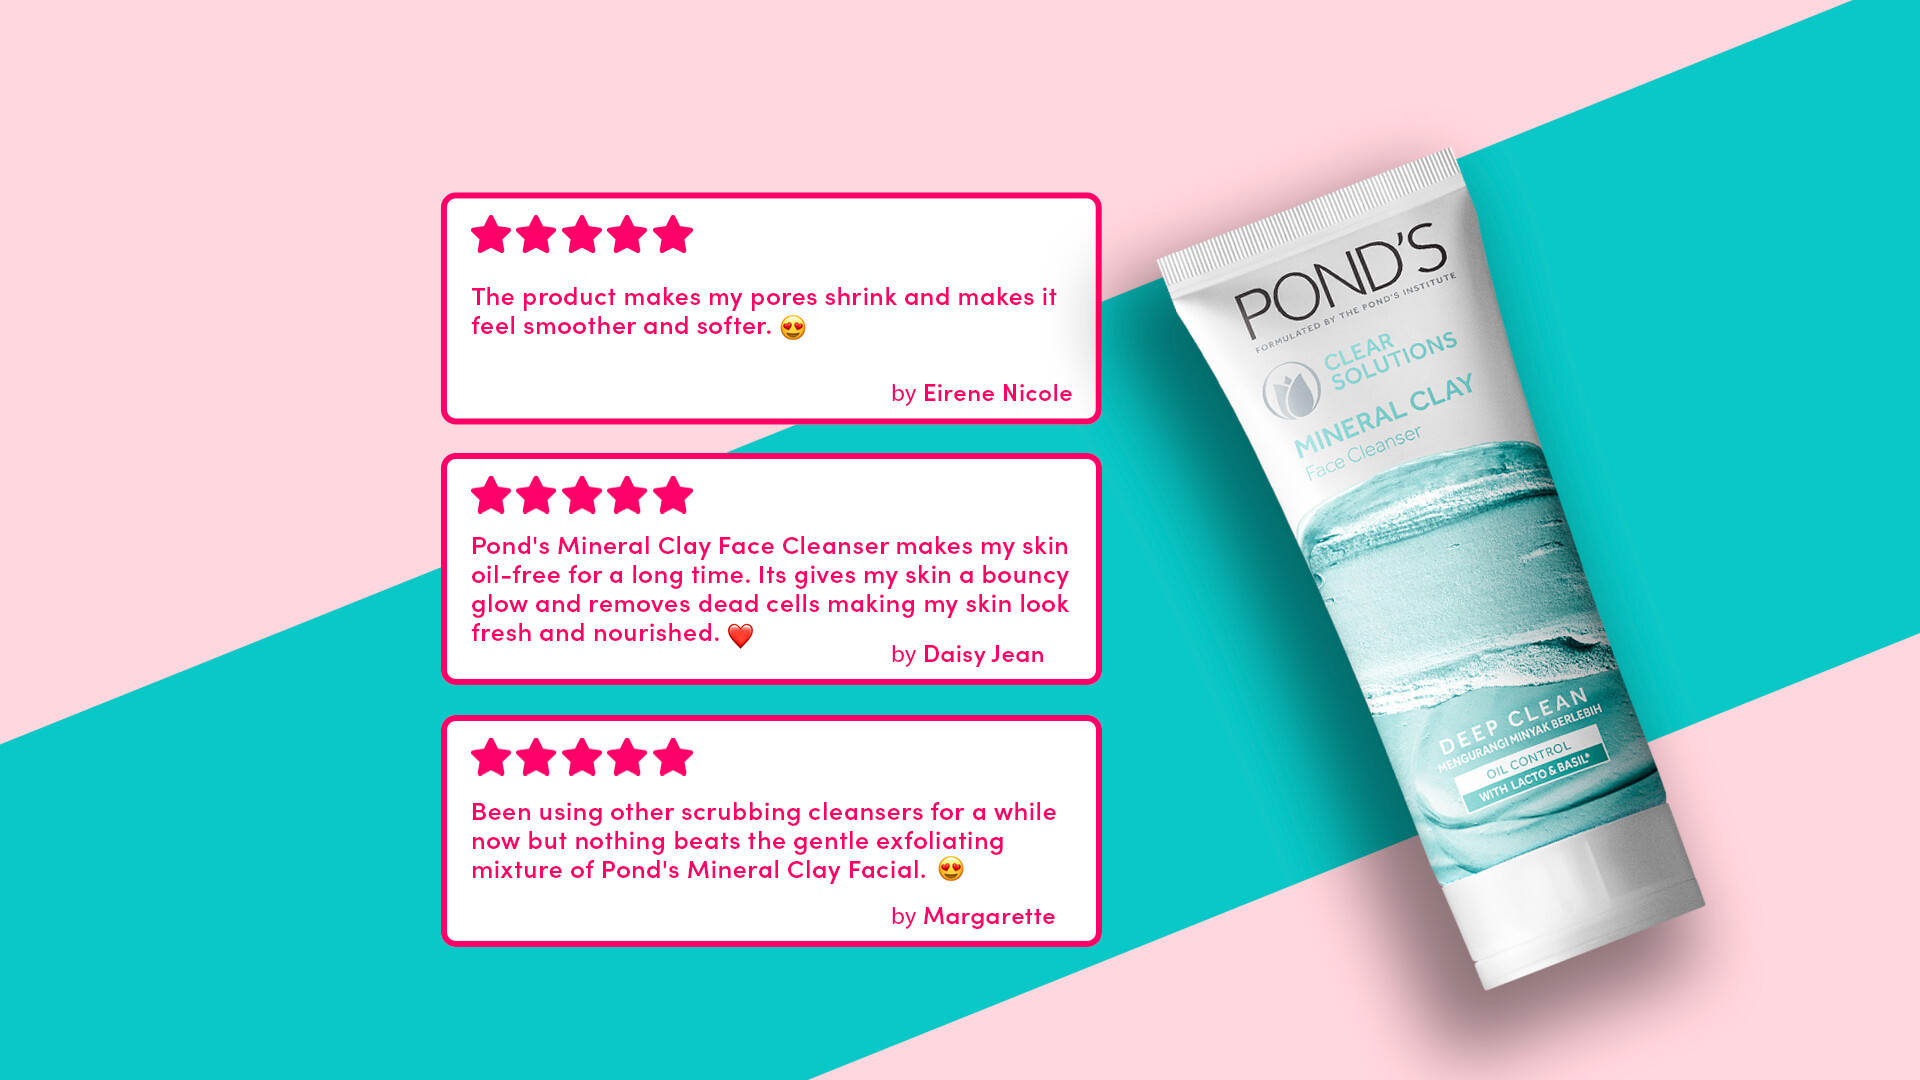 The product makes my pores shrink and makes it
feel smoother and softer. 😍
by Eirene Nicole
Pond's Mineral Clay Face Cleanser makes my skin
oil-free for a long time. Its gives my skin a bouncy
glow and removes dead cells making my skin look
fresh and nourished. ❤️
by Daisy Jean
Been using other scrubbing cleansers for a while
now but nothing beats the gentle exfoliating
mixture of Pond's Mineral Clay Facial. 😍
by Margarette
POND'S
FORMULATED BY THE POND'S INSTITUTE
CLEAR
SOLUTIONS
MINERAL CLAY
Face Cleanser
DEEP CLEAN
MENGURANGI MINYAK BERLEBIH
OIL CONTROL
WITH LACTO & BASIL*